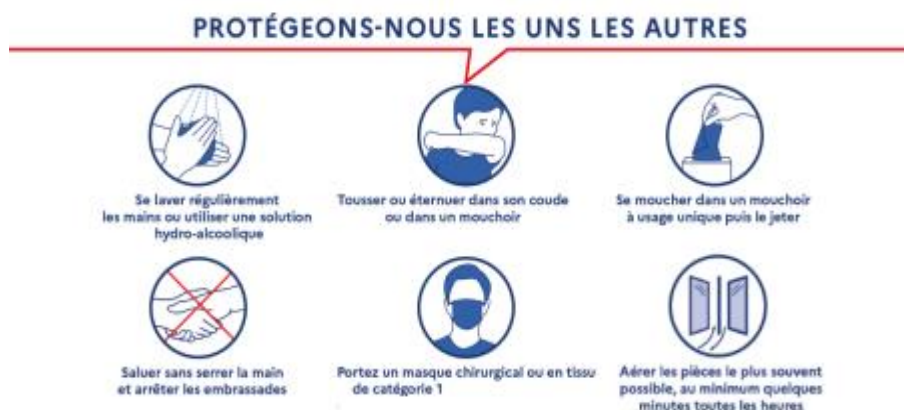 PROTÉGEONS-NOUS LES UNS LES AUTRES
Se laver régulièrement
les mains ou utiliser une solution
hydro-alcoolique
Tousser ou éternuer dans son coude
ou dans un mouchoir
Se moucher dans un mouchoir
à usage unique puis le jeter
Saluer sans serrer la main
et arrêter les embrassades
Portez un masque chirurgical ou en tissu
de catégorie 1
Aérer les pièces le plus souvent
possible, au minimum quelques
minutes toutes les heures